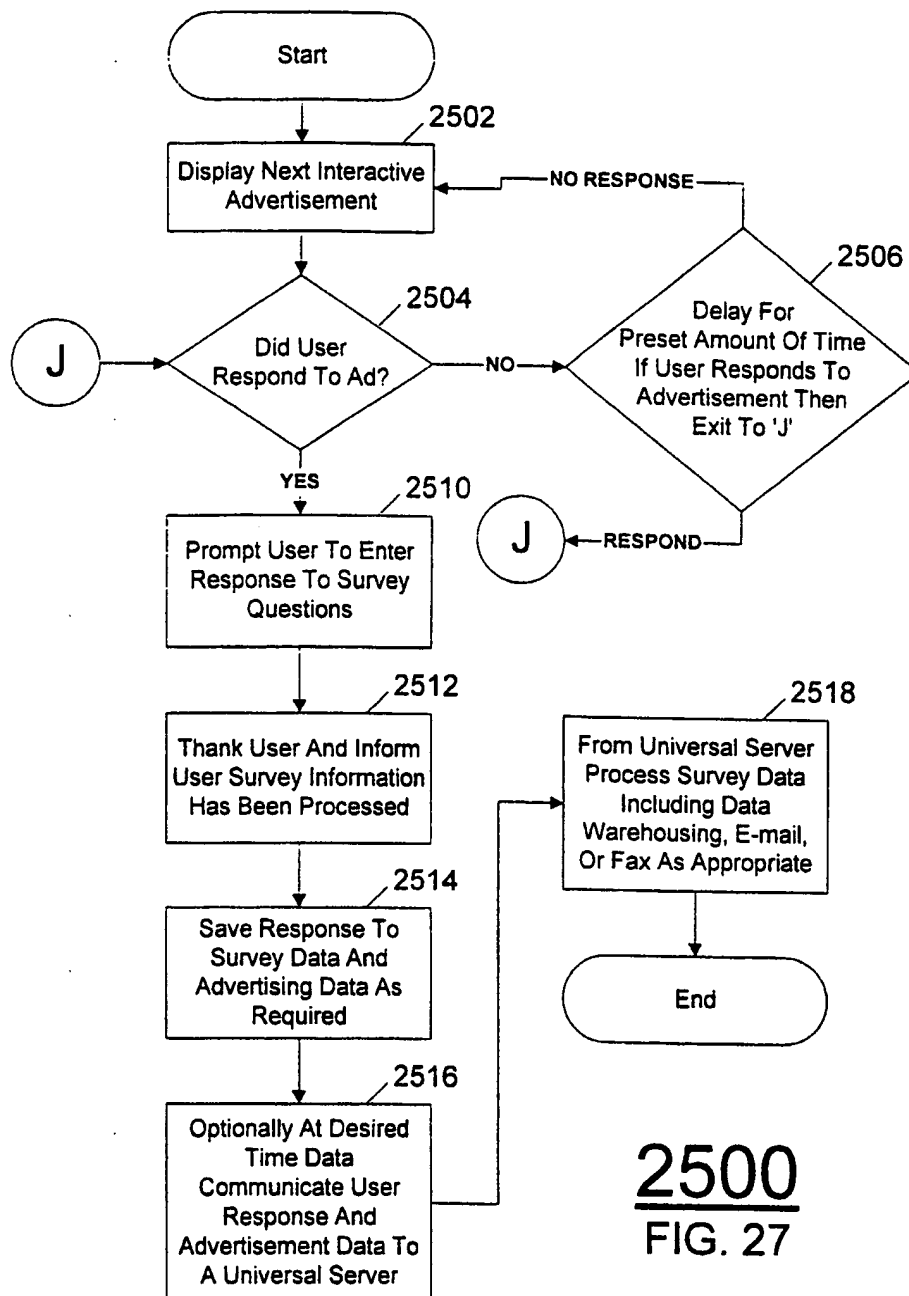 Start
2502
Display Next Interactive
Advertisement
NO RESPONSE
2506
Delay For
Preset Amount Of Time
If User Responds To
Advertisement Then
Exit To 'J'
2504
J
Did User
Respond To Ad?
NO
YES
RESPOND
J
2510
Prompt User To Enter
Response To Survey
Questions
2512
Thank User And Inform
User Survey Information
Has Been Processed
2514
Save Response To
Survey Data And
Advertising Data As
Required
2516
Optionally At Desired
Time Data
Communicate User
Response And
Advertisement Data To
A Universal Server
2518
From Universal Server
Process Survey Data
Including Data
Warehousing, E-mail,
Or Fax As Appropriate
End
2500
FIG. 27